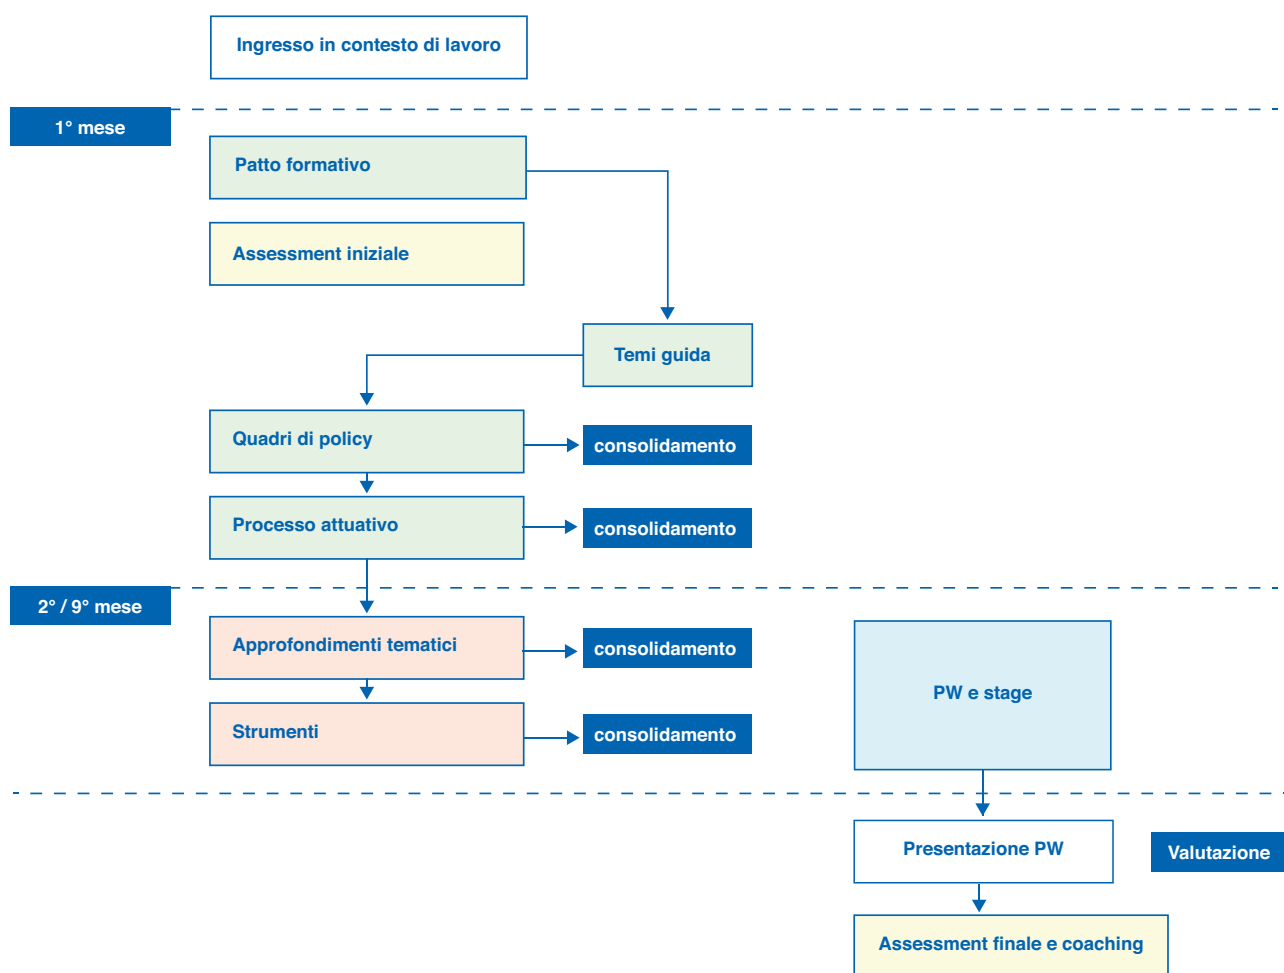 Ingresso in contesto di lavoro
1° mese
Patto formativo
Assessment iniziale
Temi guida
Quadri di policy
consolidamento
Processo attuativo
consolidamento
2° / 9° mese
Approfondimenti tematici
consolidamento
PW e stage
Strumenti
consolidamento
Presentazione PW
Valutazione
Assessment finale e coaching